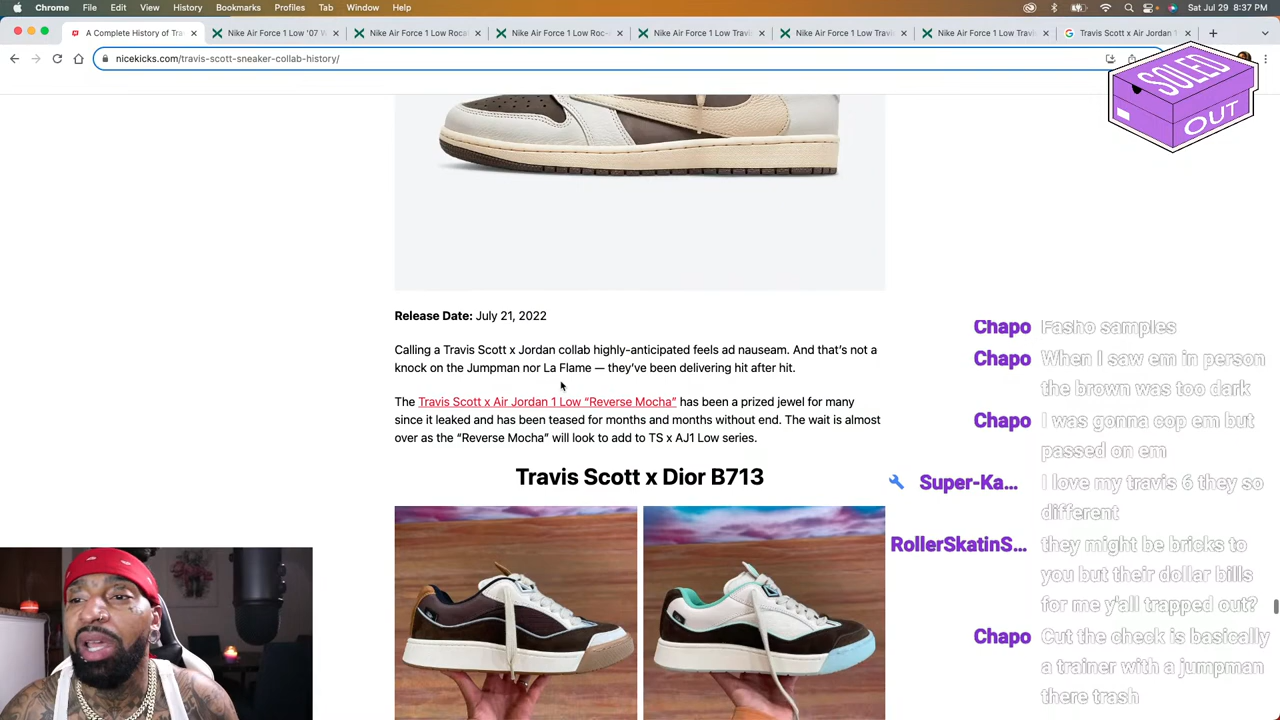 Chrome File Edit View History Bookmarks Profiles Tab Window Help
Sat Jul 29 8:37 PM
A Complete History of Tra
Nike Air Force 1 Low '07 W
Nike Air Force 1 Low Rocaf
Nike Air Force 1 Low Roc-A
Nike Air Force 1 Low Travis
Nike Air Force 1 Low Travis
Nike Air Force 1 Low Travis
Travis Scott x Air Jordan 1
nicekicks.com/travis-scott-sneaker-collab-history/
SOLED
OUT
Release Date: July 21, 2022
Calling a Travis Scott x Jordan collab highly-anticipated feels ad nauseam. And that’s not a
knock on the Jumpman nor La Flame — they’ve been delivering hit after hit.
The Travis Scott x Air Jordan 1 Low “Reverse Mocha” has been a prized jewel for many
since it leaked and has been teased for months and months without end. The wait is almost
over as the “Reverse Mocha” will look to add to TS x AJ1 Low series.
Travis Scott x Dior B713
Chapo Fasho samples
Chapo When I saw em in person
the brown was too dark
Chapo I was gonna cop em but
passed on em
Super-Ka... I love my travis 6 they so
different
RollerSkatinS... they might be bricks to
you but their dollar bills
for me y'all trapped out?
Chapo Cut the check is basically
a trainer with a jumpman
there trash